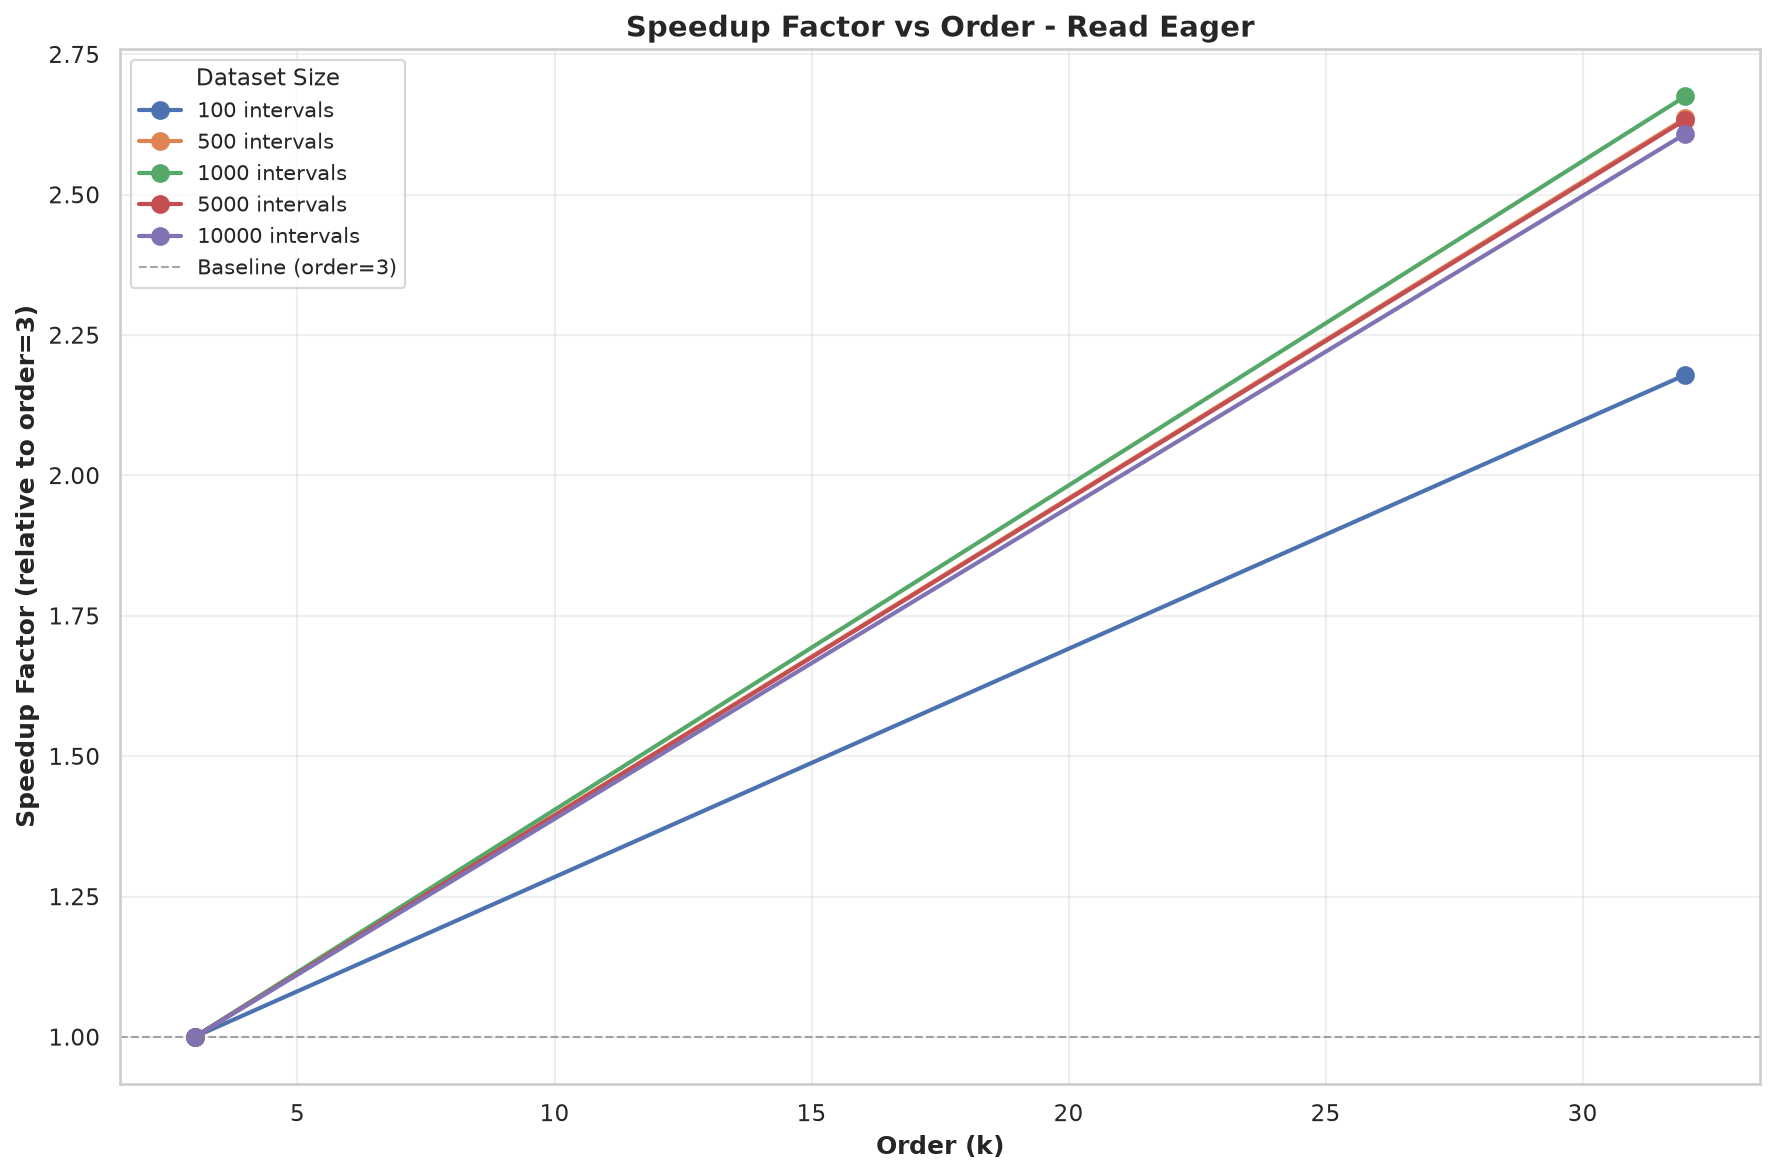 Speedup Factor vs Order - Read Eager
Dataset Size
100 intervals
500 intervals
1000 intervals
5000 intervals
10000 intervals
Baseline (order=3)
Speedup Factor (relative to order=3)
2.75
2.50
2.25
2.00
1.75
1.50
1.25
1.00
5 10 15 20 25 30
Order (k)